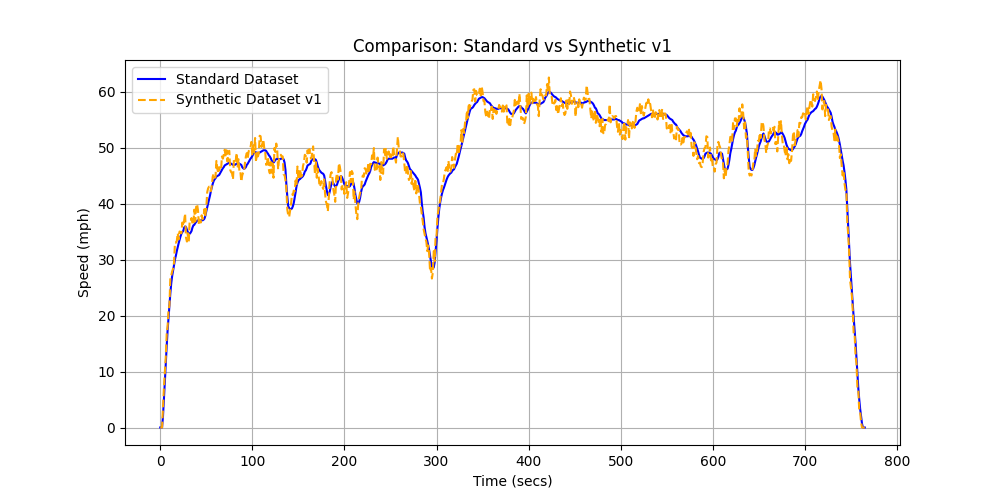 Comparison: Standard vs Synthetic v1
Standard Dataset
Synthetic Dataset v1
60
50
40
30
20
10
0
Speed (mph)
0 100 200 300 400 500 600 700 800
Time (secs)